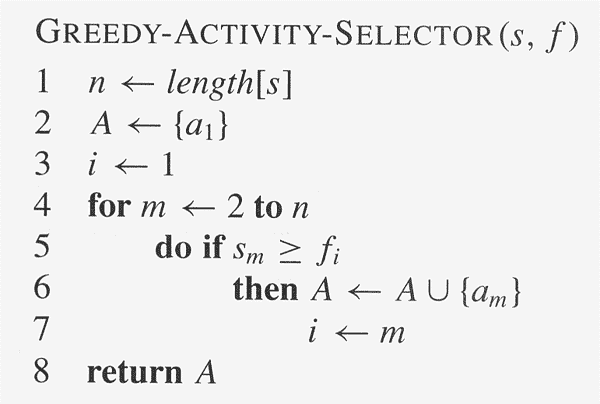 GREEDY-ACTIVITY-SELECTOR(s, f)
1 n ← length[s]
2 A ← {a₁}
3 i ← 1
4 for m ← 2 to n
5 do if sₘ ≥ fᵢ
6 then A ← A ∪ {aₘ}
7 i ← m
8 return A